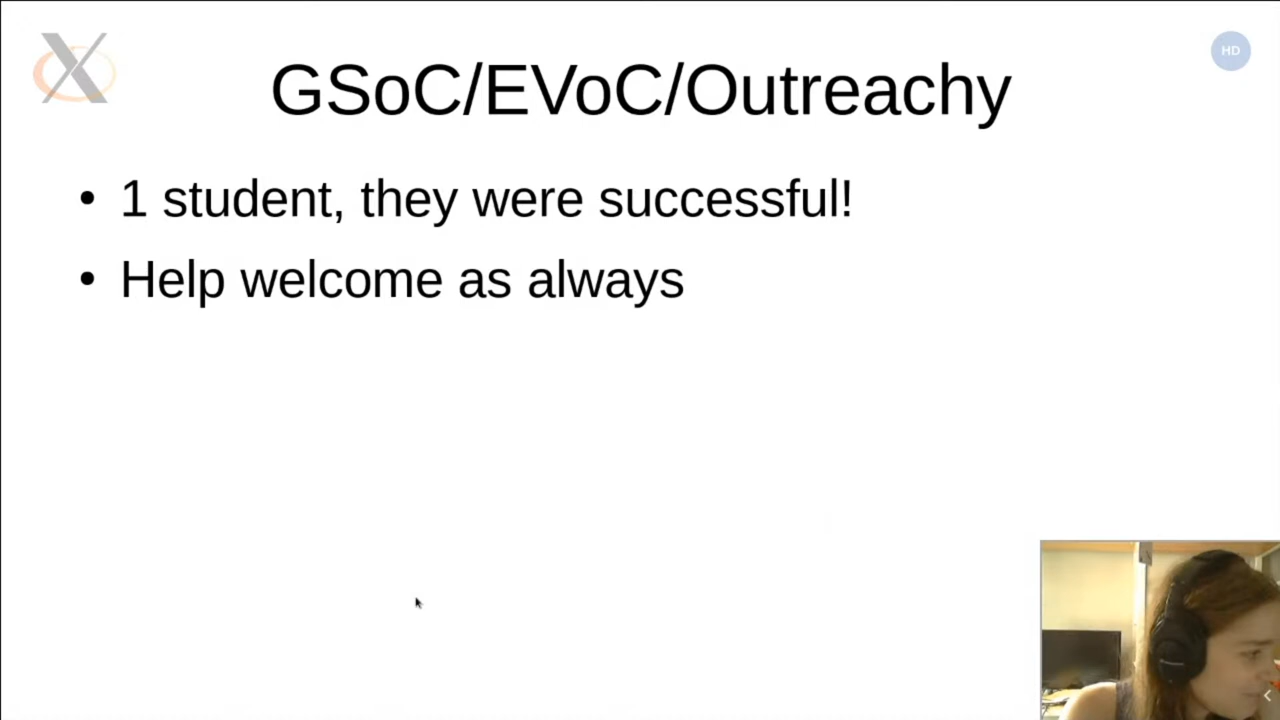 HD
GSoC/EVoC/Outreachy
• 1 student, they were successful!
• Help welcome as always